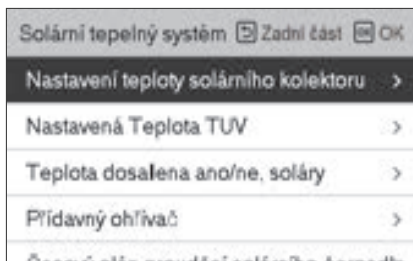 Solární tepelný systém Zadní část OK OK
Nastavení teploty solárního kolektoru >
Nastavená Teplota TUV >
Teplota dosažena ano/ne, soláry >
Přídavný ohřívač >